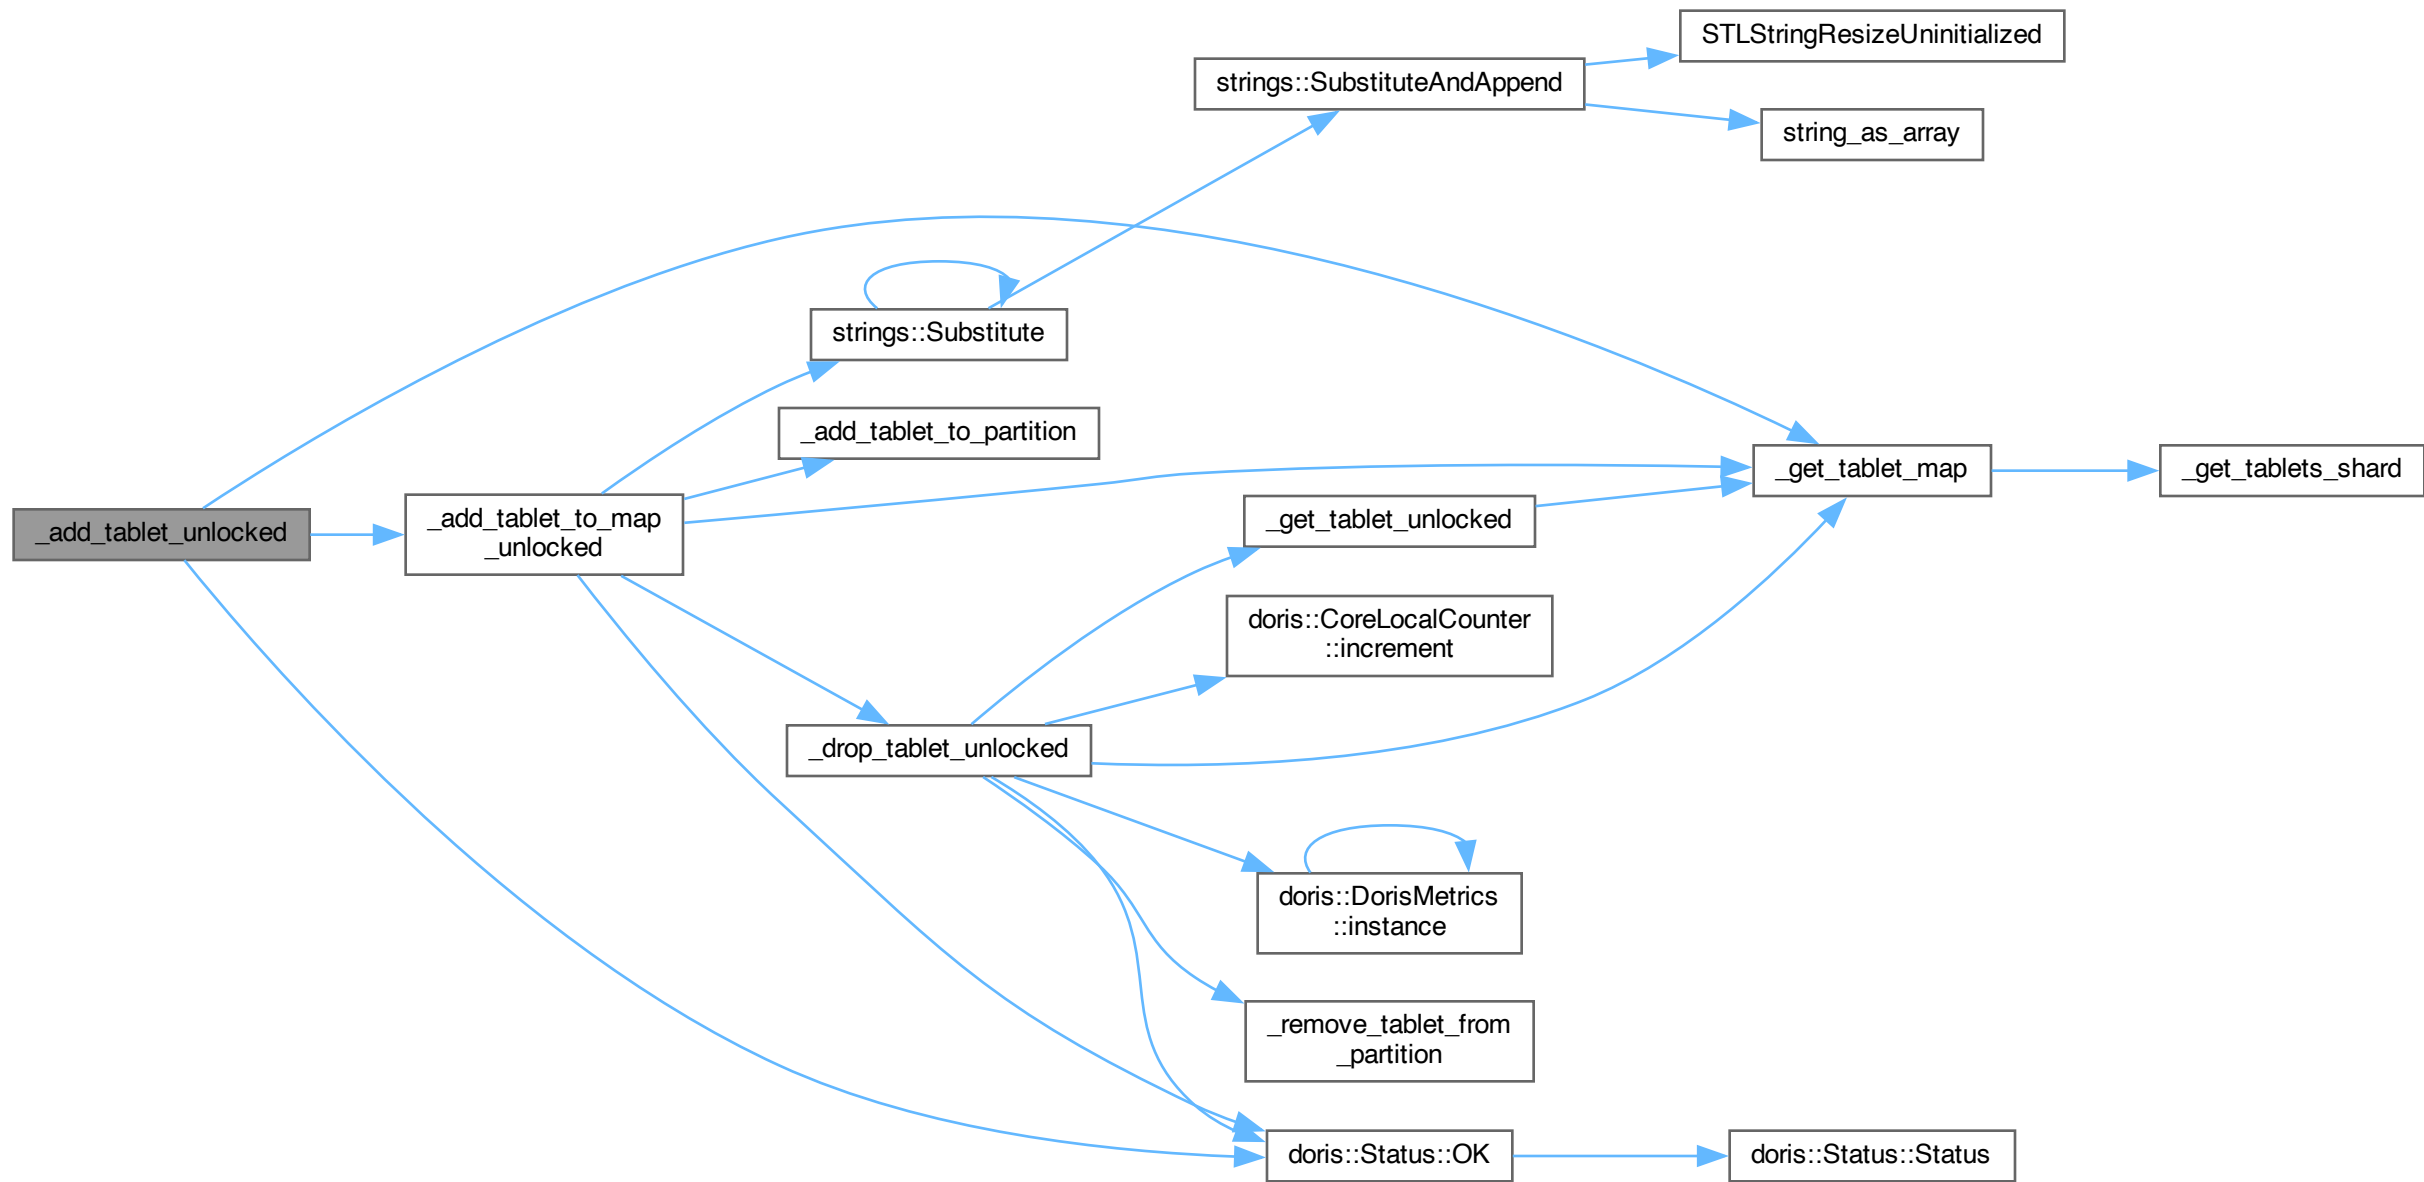 STLStringResizeUninitialized
strings::SubstituteAndAppend
string_as_array
strings::Substitute
_add_tablet_to_partition
_get_tablet_map
_get_tablets_shard
_add_tablet_unlocked
_add_tablet_to_map
_unlocked
_get_tablet_unlocked
doris::CoreLocalCounter
::increment
_drop_tablet_unlocked
doris::DorisMetrics
::instance
_remove_tablet_from
_partition
doris::Status::OK
doris::Status::Status